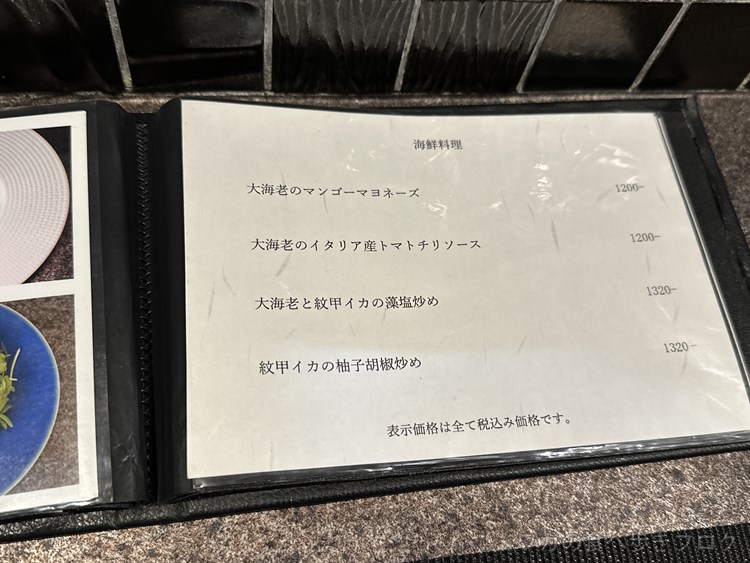 海鮮料理
大海老のマンゴーマヨネーズ 1200-
大海老のイタリア産トマトチリソース 1200-
大海老と紋甲イカの藻塩炒め 1320-
紋甲イカの柚子胡椒炒め 1320-
表示価格は全て税込み価格です。